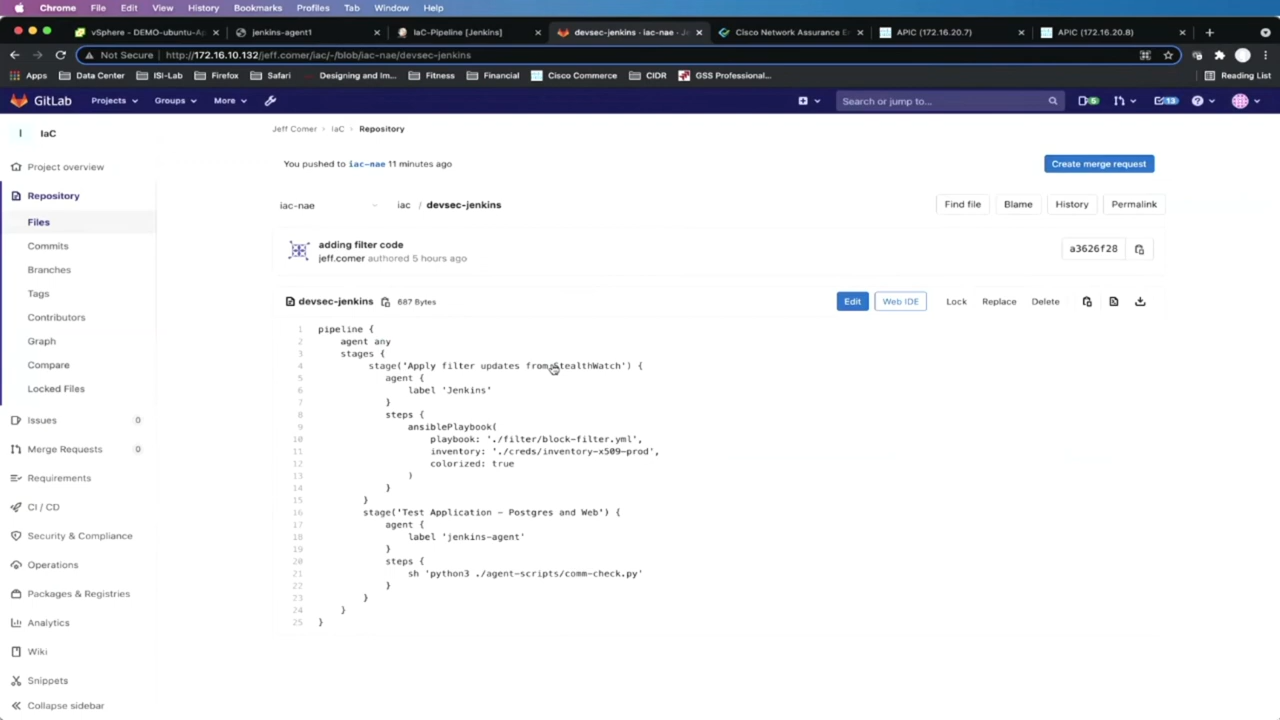 Chrome File Edit View History Bookmarks Profiles Tab Window Help
vSphere - DEMO-ubuntu-Ap
jenkins-agent1
IaC-Pipeline [Jenkins]
devsec-jenkins · iac-nae · J
Cisco Network Assurance E
APIC (172.16.20.7)
APIC (172.16.20.8)
Not Secure | http://172.16.10.132/jeff.comer/iac/-/blob/iac-nae/devsec-jenkins
Apps Data Center ISI-Lab Firefox Safari Designing and Im... Fitness Financial Cisco Commerce CIDR GSS Professional... Reading List
GitLab Projects Groups More Search or jump to... 5 13
I IaC
Project overview
Repository
Files
Commits
Branches
Tags
Contributors
Graph
Compare
Locked Files
Issues 0
Merge Requests 0
Requirements
CI / CD
Security & Compliance
Operations
Packages & Registries
Analytics
Wiki
Snippets
Collapse sidebar
Jeff Comer > IaC > Repository
You pushed to iac-nae 11 minutes ago
Create merge request
iac-nae iac / devsec-jenkins Find file Blame History Permalink
adding filter code
jeff.comer authored 5 hours ago
a3626f28
devsec-jenkins 687 Bytes Edit Web IDE Lock Replace Delete
1 pipeline {
2 agent any
3 stages {
4 stage('Apply filter updates from StealthWatch') {
5 agent {
6 label 'Jenkins'
7 }
8 steps {
9 ansiblePlaybook(
10 playbook: './filter/block-filter.yml',
11 inventory: './creds/inventory-x509-prod',
12 colorized: true
13 )
14 }
15 }
16 stage('Test Application - Postgres and Web') {
17 agent {
18 label 'jenkins-agent'
19 }
20 steps {
21 sh 'python3 ./agent-scripts/comm-check.py'
22 }
23 }
24 }
25 }